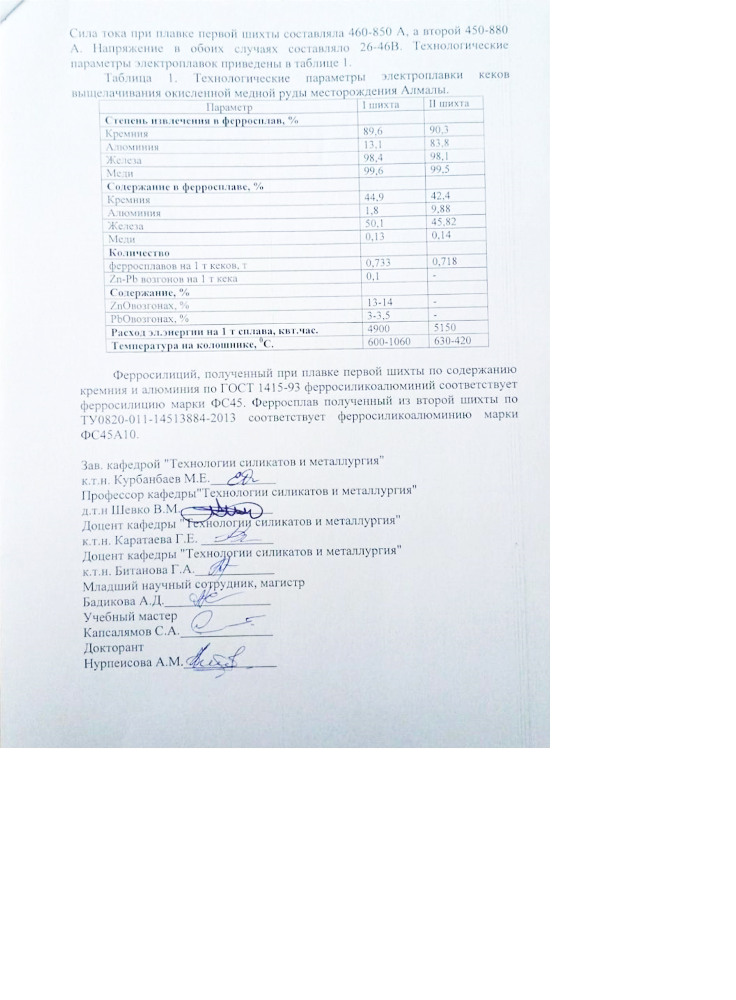 Сила тока при плавке первой шихты составляла 460-850 А, а второй 450-880
А. Напряжение в обоих случаях составляло 26-46В. Технологические
параметры электроплавок приведены в таблице 1.
Таблица 1. Технологические параметры электроплавки кеков
выщелачивания окисленной медной руды месторождения Алмалы.
Параметр I шихта II шихта
Степень извлечения в ферросплав, %
Кремния 89,6 90,3
Алюминия 13,1 83,8
Железа 98,4 98,1
Меди 99,6 99,5
Содержание в ферросплаве, %
Кремния 44,9 42,4
Алюминия 1,8 9,88
Железа 50,1 45,82
Меди 0,13 0,14
Количество
ферросплавов на 1 т кеков, т 0,733 0,718
Zn-Pb возгонов на 1 т кека 0,1 -
Содержание, %
ZnOвозгонах, % 13-14 -
PbOвозгонах, % 3-3,5 -
Расход эл.энергии на 1 т сплава, квт.час. 4900 5150
Температура на колошнике, ⁰С. 600-1060 630-420
Ферросилиций, полученный при плавке первой шихты по содержанию
кремния и алюминия по ГОСТ 1415-93 ферросиликоалюминий соответствует
ферросилицию марки ФС45. Ферросплав полученный из второй шихты по
ТУ0820-011-14513884-2013 соответствует ферросиликоалюминию марки
ФС45А10.
Зав. кафедрой "Технологии силикатов и металлургия"
к.т.н. Курбанбаев М.Е.
Профессор кафедры"Технологии силикатов и металлургия"
д.т.н Шевко В.М.
Доцент кафедры "Технологии силикатов и металлургия"
к.т.н. Каратаева Г.Е.
Доцент кафедры "Технологии силикатов и металлургия"
к.т.н. Битанова Г.А.
Младший научный сотрудник, магистр
Бадикова А.Д.
Учебный мастер
Капсалямов С.А.
Докторант
Нурпеисова А.М.